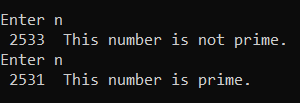 Enter n
2533  This number is not prime.
Enter n
2531  This number is prime.